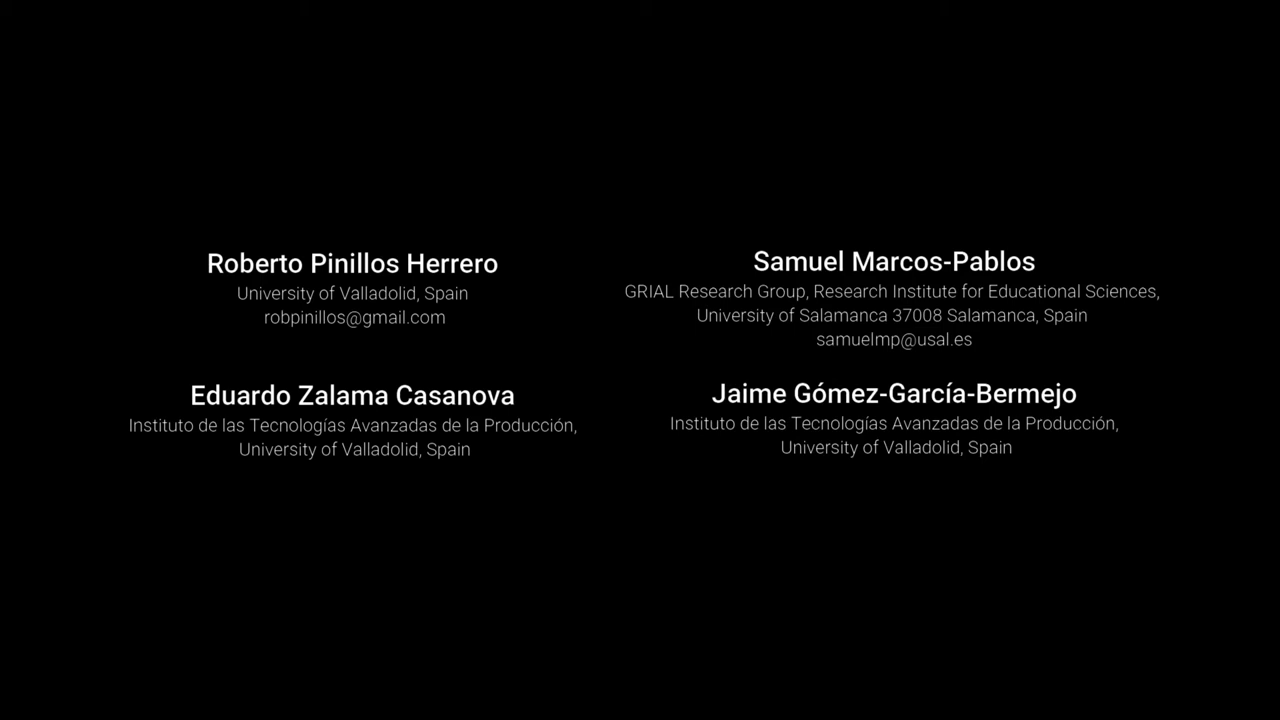 Roberto Pinillos Herrero
University of Valladolid, Spain
robpinillos@gmail.com
Samuel Marcos-Pablos
GRIAL Research Group, Research Institute for Educational Sciences,
University of Salamanca 37008 Salamanca, Spain
samuelmp@usal.es
Eduardo Zalama Casanova
Instituto de las Tecnologías Avanzadas de la Producción,
University of Valladolid, Spain
Jaime Gómez-García-Bermejo
Instituto de las Tecnologías Avanzadas de la Producción,
University of Valladolid, Spain